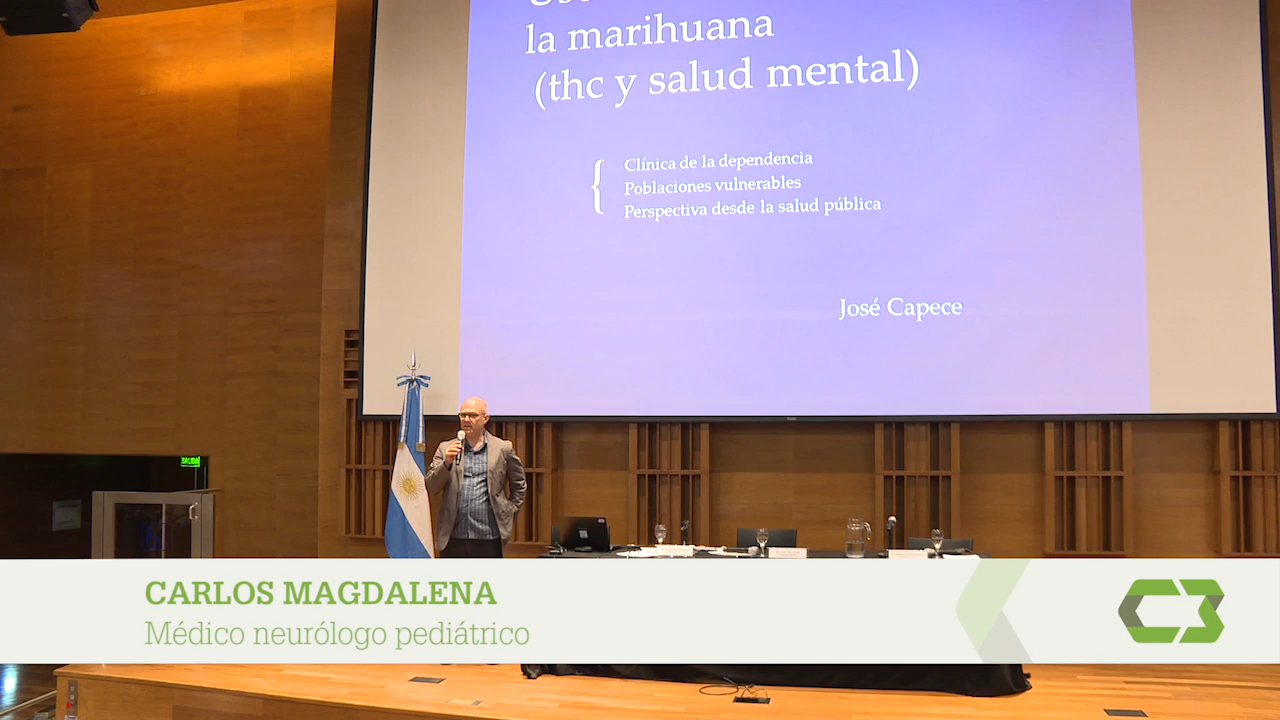 la marihuana
(thc y salud mental)
Clínica de la dependencia
Poblaciones vulnerables
Perspectiva desde la salud pública
José Capece
SALIDA
CARLOS MAGDALENA
Médico neurólogo pediátrico
C3